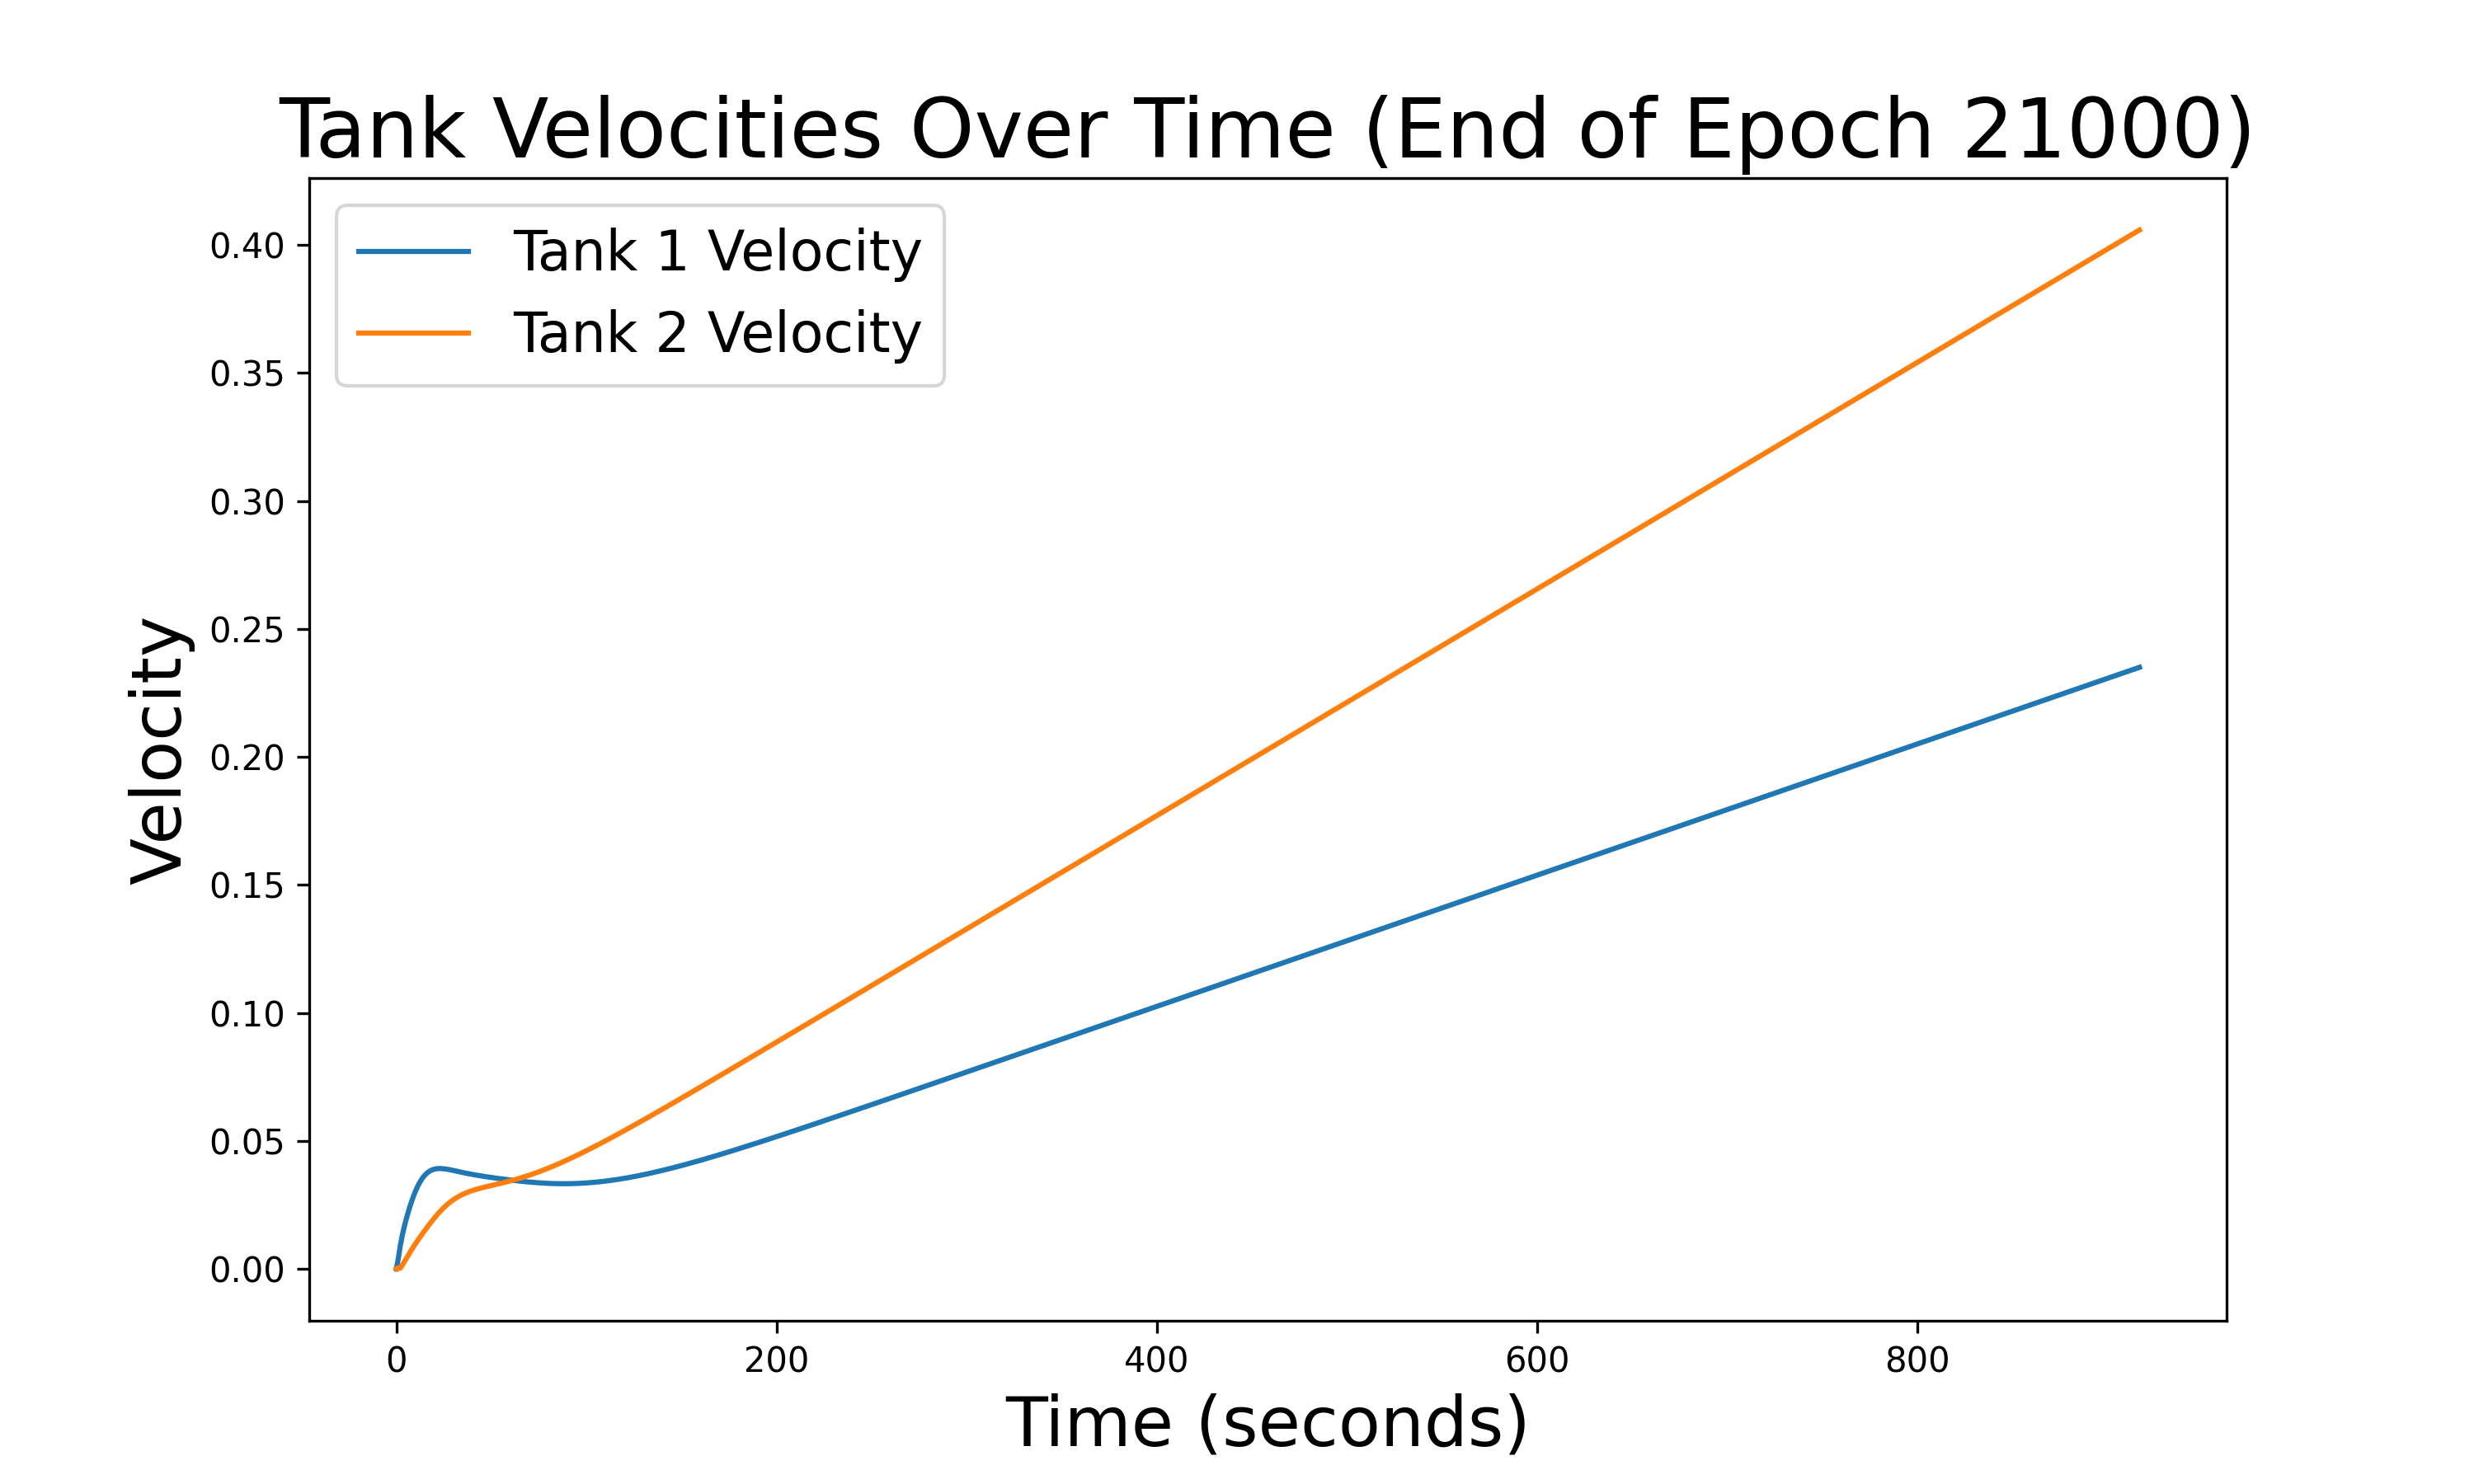 Tank Velocities Over Time (End of Epoch 21000)
Tank 1 Velocity
Tank 2 Velocity
Velocity
0.40
0.35
0.30
0.25
0.20
0.15
0.10
0.05
0.00
0 200 400 600 800
Time (seconds)